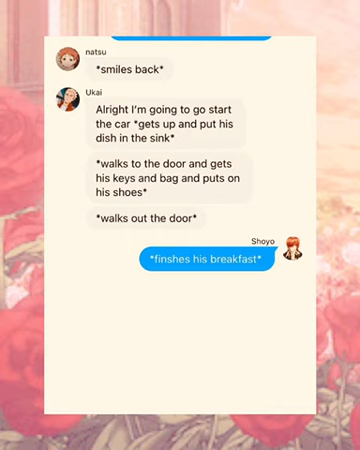 natsu
*smiles back*
Ukai
Alright I'm going to go start
the car *gets up and put his
dish in the sink*
*walks to the door and gets
his keys and bag and puts on
his shoes*
*walks out the door*
Shoyo
*finshes his breakfast*